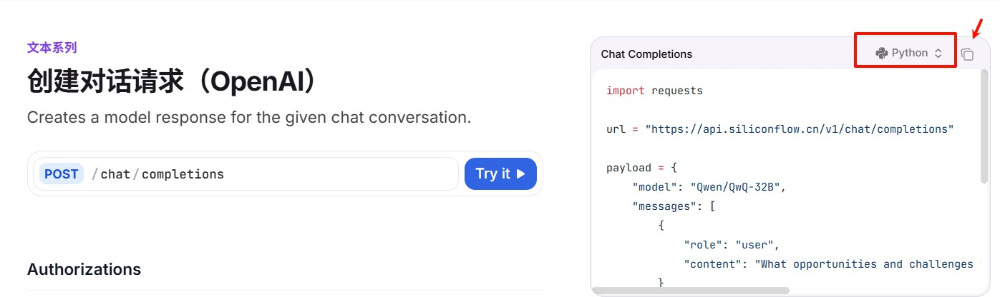 文本系列
创建对话请求（OpenAI）
Creates a model response for the given chat conversation.
POST /chat/completions
Try it
Authorizations
Chat Completions
Python
import requests
url = "https://api.siliconflow.cn/v1/chat/completions"
payload = {
    "model": "Qwen/QwQ-32B",
    "messages": [
        {
            "role": "user",
            "content": "What opportunities and challenges
        }